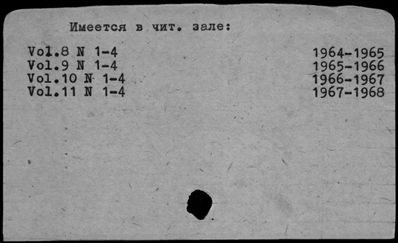 Имеется в чит. зале:
Vol.8 N 1-4 1964-1965
Vol.9 N 1-4 1965-1966
Vol.10 N 1-4 1966-1967
Vol.11 N 1-4 1967-1968